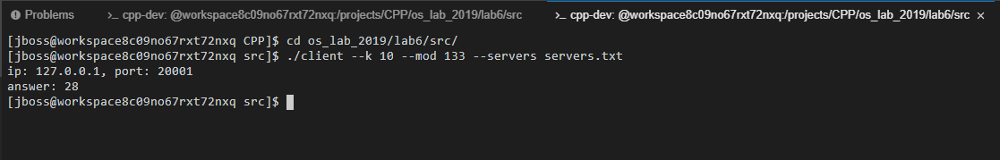 Problems
>_ cpp-dev: @workspace8c09no67rxt72nxq:/projects/CPP/os_lab_2019/lab6/src
>_ cpp-dev: @workspace8c09no67rxt72nxq:/projects/CPP/os_lab_2019/lab6/src ×
[jboss@workspace8c09no67rxt72nxq CPP]$ cd os_lab_2019/lab6/src/
[jboss@workspace8c09no67rxt72nxq src]$ ./client --k 10 --mod 133 --servers servers.txt
ip: 127.0.0.1, port: 20001
answer: 28
[jboss@workspace8c09no67rxt72nxq src]$